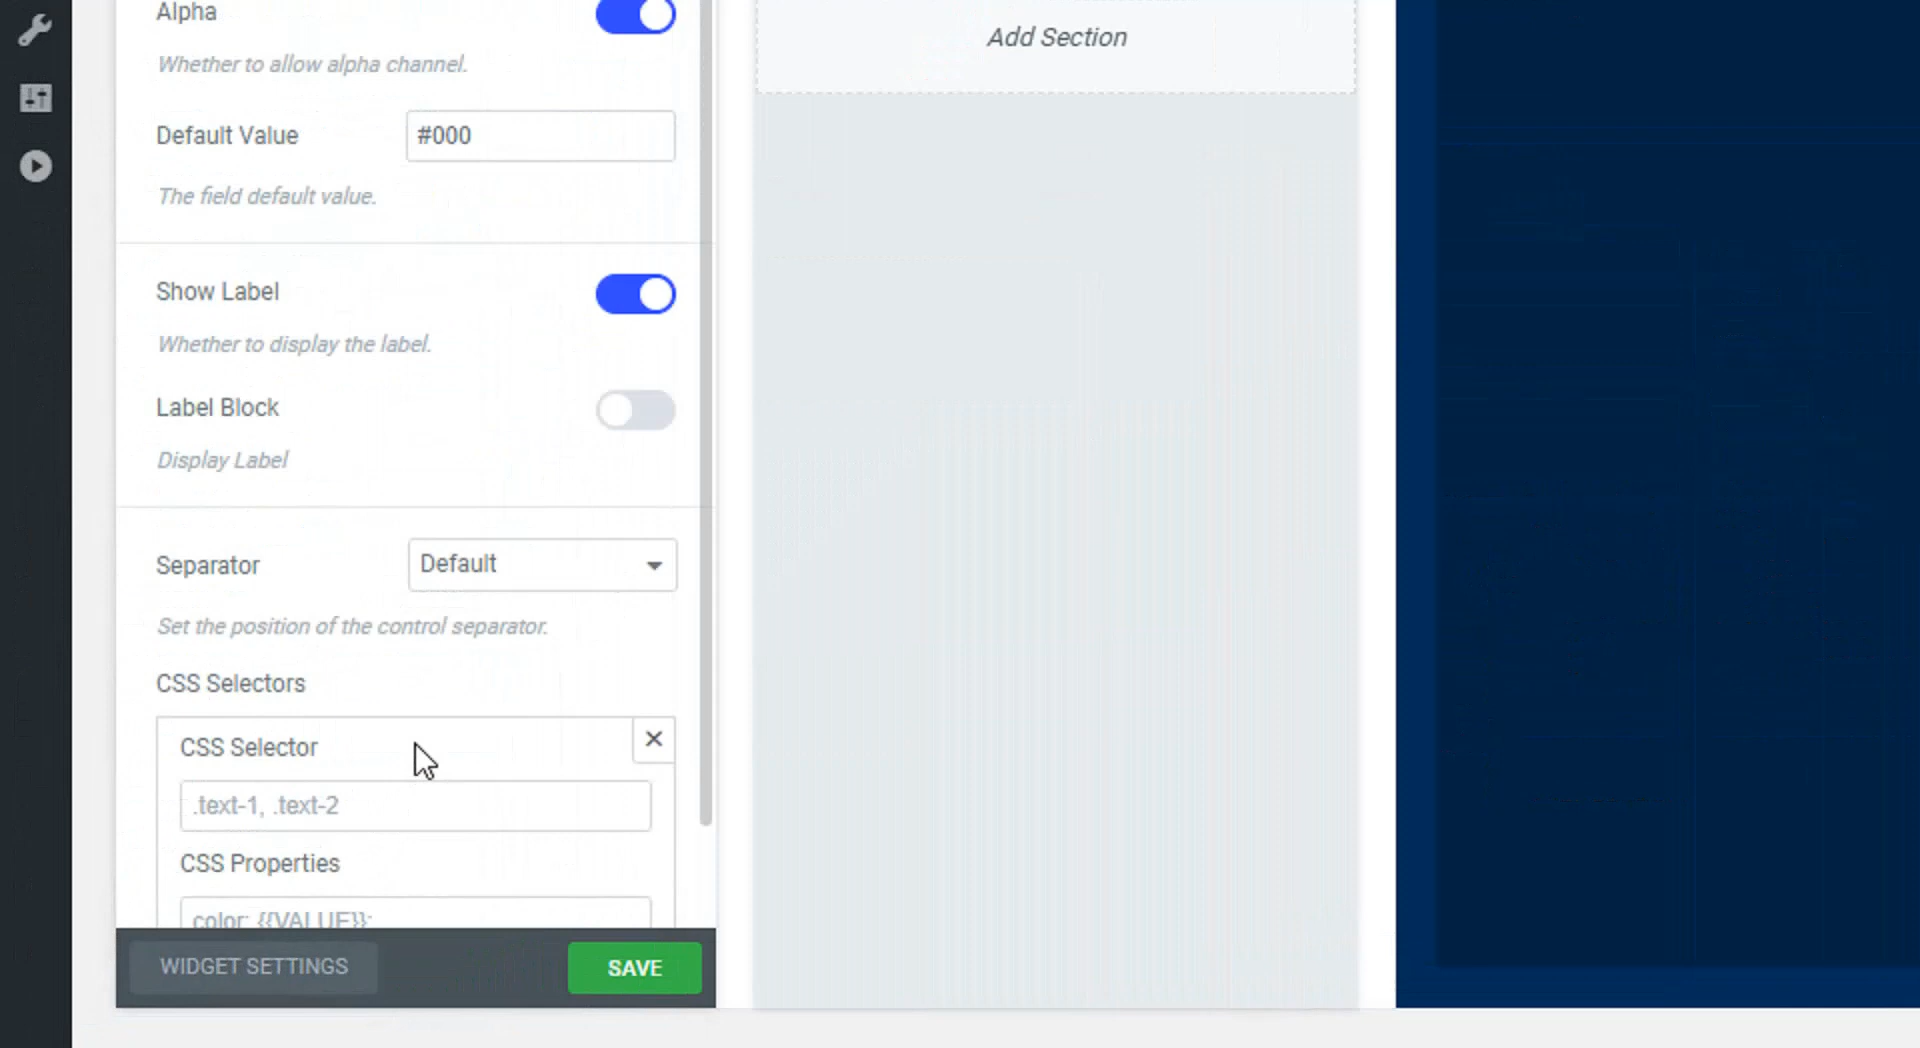 Alpha
Whether to allow alpha channel.
Default Value
#000
The field default value.
Show Label
Whether to display the label.
Label Block
Display Label
Separator
Default
Set the position of the control separator.
CSS Selectors
CSS Selector
.text-1, .text-2
CSS Properties
color: {{VALUE}};
WIDGET SETTINGS
SAVE
Add Section